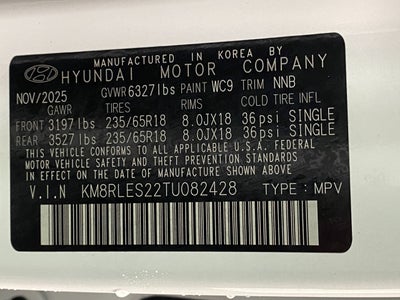 MANUFACTURED IN KOREA BY
HYUNDAI MOTOR COMPANY
NOV/2025 GVWR 6327lbs PAINT WC9 TRIM NNB
GAWR TIRES RIMS COLD TIRE INFL
FRONT 3197lbs 235/65R18 8.0JX18 36psi SINGLE
REAR 3527lbs 235/65R18 8.0JX18 36psi SINGLE
THIS VEHICLE CONFORMS TO ALL APPLICABLE U.S.A. FEDERAL
MOTOR VEHICLE SAFETY STANDARDS IN EFFECT ON THE DATE
OF MANUFACTURE SHOWN ABOVE.
V.I.N KM8RLES22TU082428 TYPE: MPV